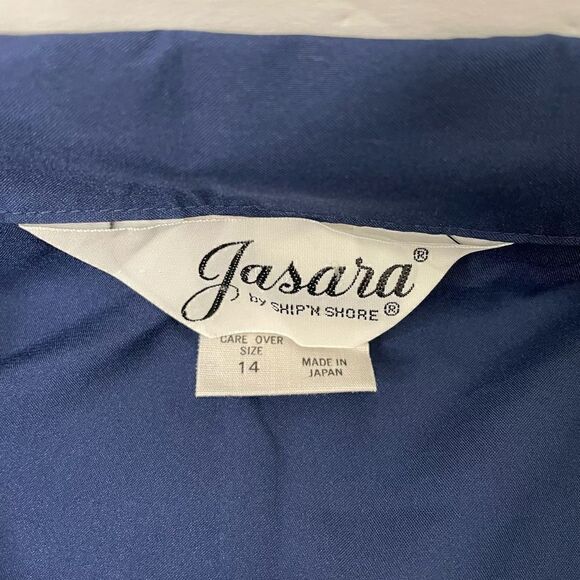 Jasara®
by SHIP'N SHORE®
CARE OVER
SIZE
14
MADE IN
JAPAN